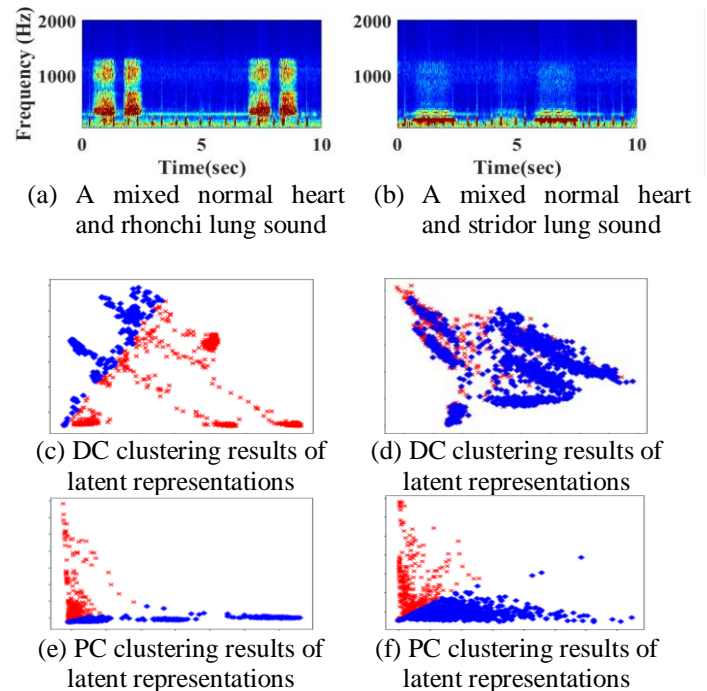 Frequency (Hz)
2000
1000
0
5
10
Time(sec)
2000
1000
0
5
10
Time(sec)
(a) A mixed normal heart
and rhonchi lung sound
(b) A mixed normal heart
and stridor lung sound
(c) DC clustering results of
latent representations
(d) DC clustering results of
latent representations
(e) PC clustering results of
latent representations
(f) PC clustering results of
latent representations